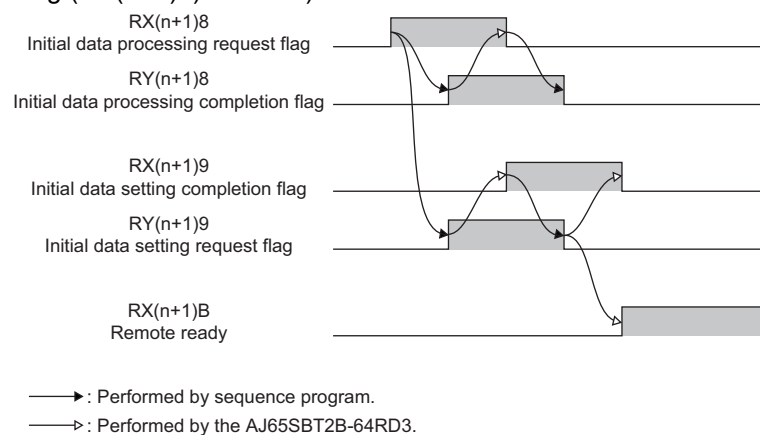 RX(n+1)8
Initial data processing request flag
RY(n+1)8
Initial data processing completion flag
RX(n+1)9
Initial data setting completion flag
RY(n+1)9
Initial data setting request flag
RX(n+1)B
Remote ready
: Performed by sequence program.
: Performed by the AJ65SBT2B-64RD3.